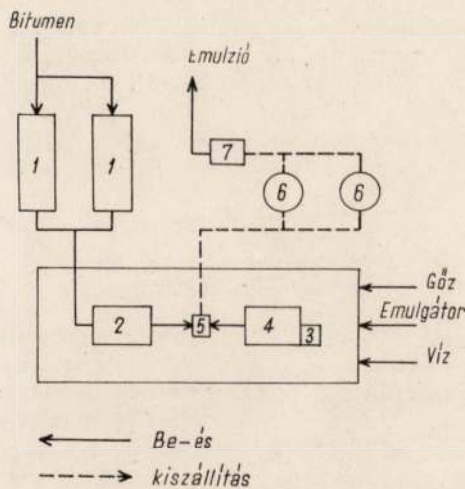 Bitumen
Emulzió
1
1
7
6
6
Gőz
Emulgátor
2
5
4
3
Víz
Be-és
kiszállítás